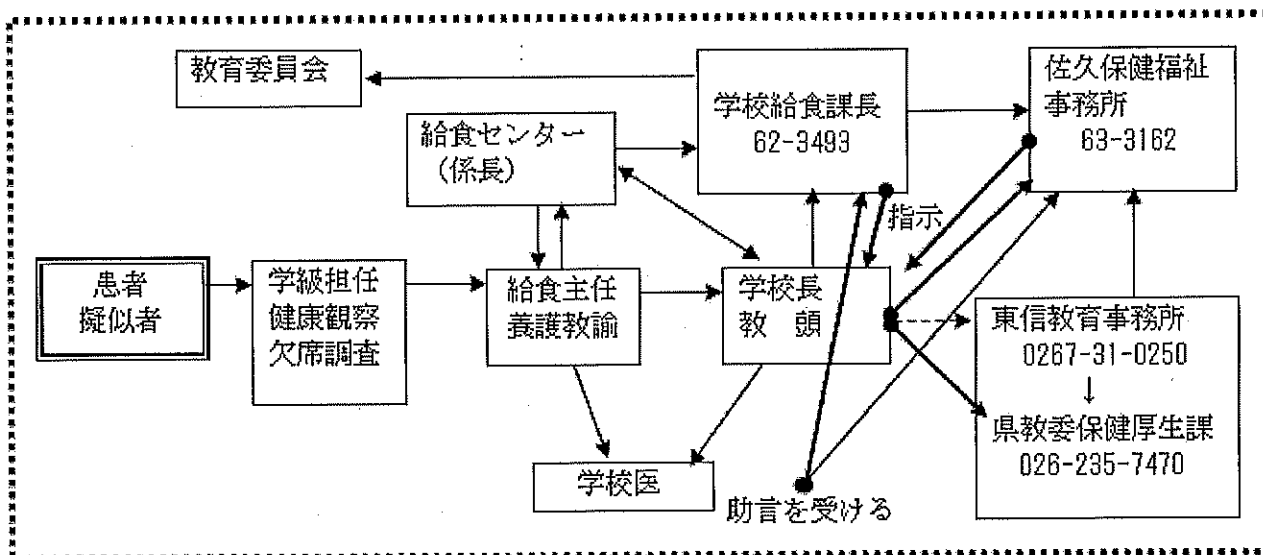 教育委員会
学校給食課長
62-3493
佐久保健福祉
事務所
63-3162
給食センター
(係長)
指示
患者
擬似者
学級担任
健康観察
欠席調査
給食主任
養護教諭
学校長
教 頭
東信教育事務所
0267-31-0250
↓
県教委保健厚生課
026-235-7470
学校医
助言を受ける